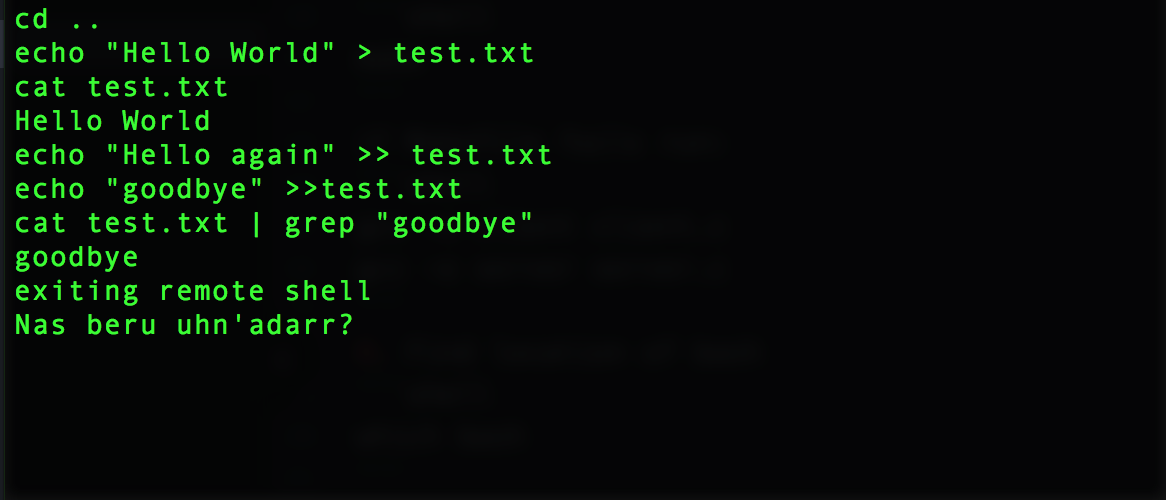 cd ..
echo "Hello World" > test.txt
cat test.txt
Hello World
echo "Hello again" >> test.txt
echo "goodbye" >>test.txt
cat test.txt | grep "goodbye"
goodbye
exiting remote shell
Nas beru uhn'adarr?